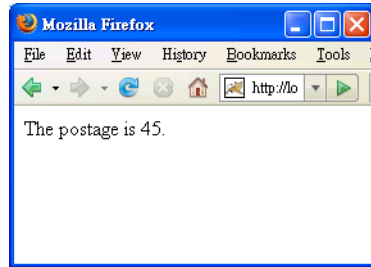 Mozilla Firefox
File Edit View History Bookmarks Tools
http://lo
The postage is 45.